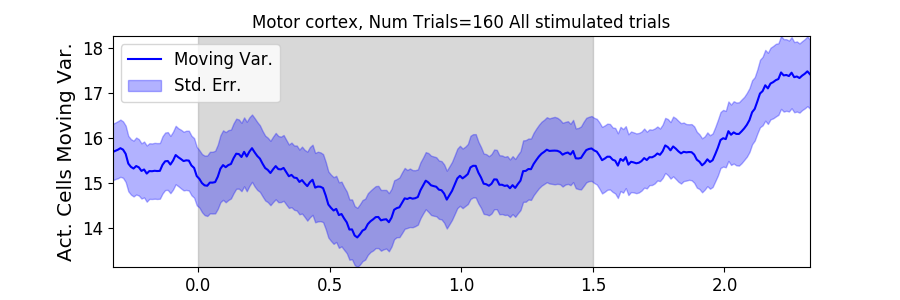 Motor cortex, Num Trials=160 All stimulated trials
Act. Cells Moving Var.
Moving Var.
Std. Err.
18
17
16
15
14
0.0 0.5 1.0 1.5 2.0